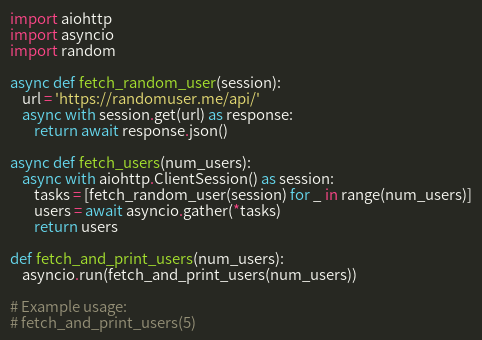 import aiohttp
import asyncio
import random

async def fetch_random_user(session):
    url = 'https://randomuser.me/api/'
    async with session.get(url) as response:
        return await response.json()

async def fetch_users(num_users):
    async with aiohttp.ClientSession() as session:
        tasks = [fetch_random_user(session) for _ in range(num_users)]
        users = await asyncio.gather(*tasks)
        return users

def fetch_and_print_users(num_users):
    asyncio.run(fetch_and_print_users(num_users))

# Example usage:
# fetch_and_print_users(5)